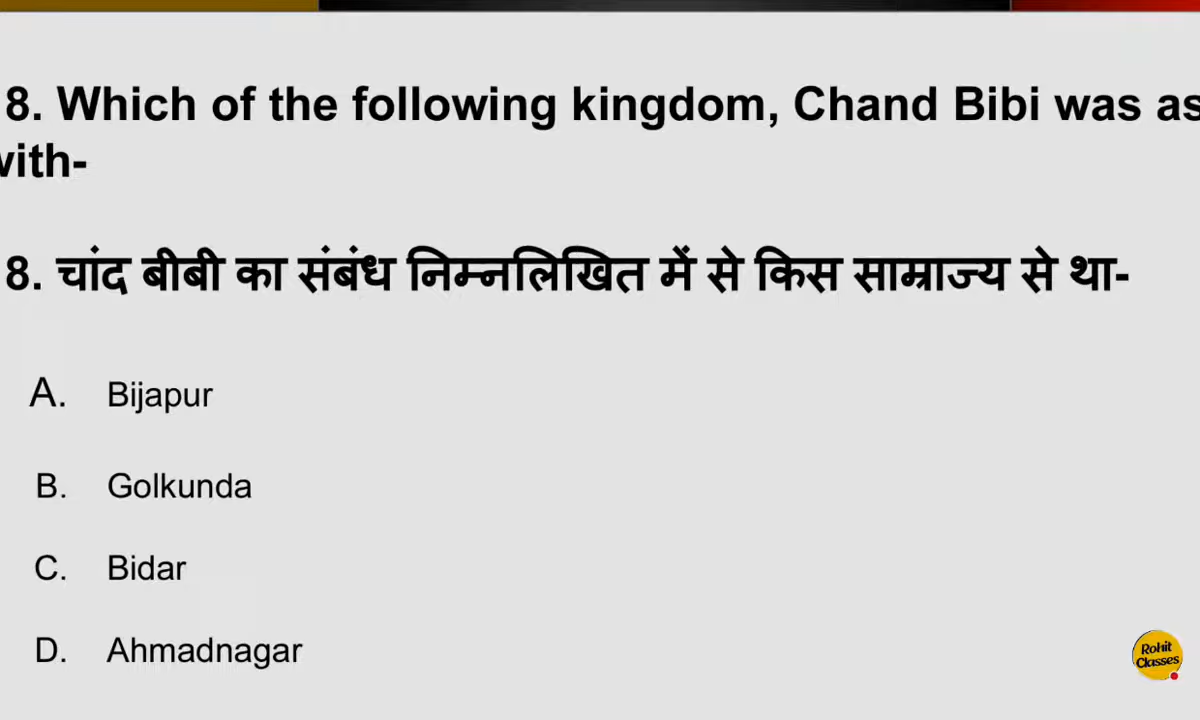 8. Which of the following kingdom, Chand Bibi was as
with-
8. चांद बीबी का संबंध निम्नलिखित में से किस साम्राज्य से था-
A. Bijapur
B. Golkunda
C. Bidar
D. Ahmadnagar
Rohit
Classes